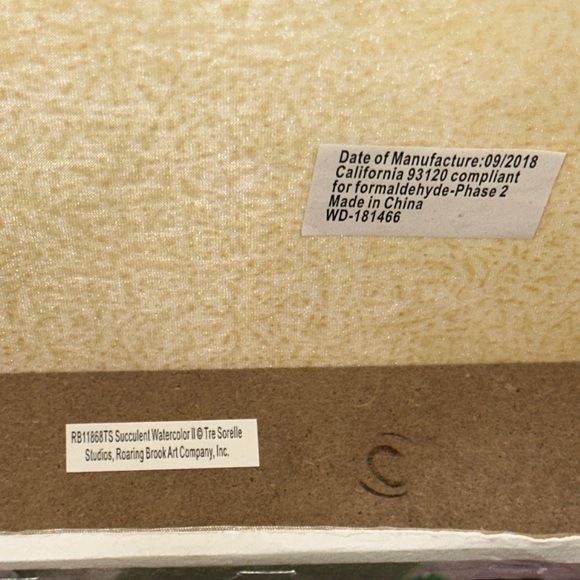 Date of Manufacture:09/2018
California 93120 compliant
for formaldehyde-Phase 2
Made in China
WD-181466
RB11868TS Succulent Watercolor II © Tre Sorelle
Studios, Roaring Brook Art Company, Inc.